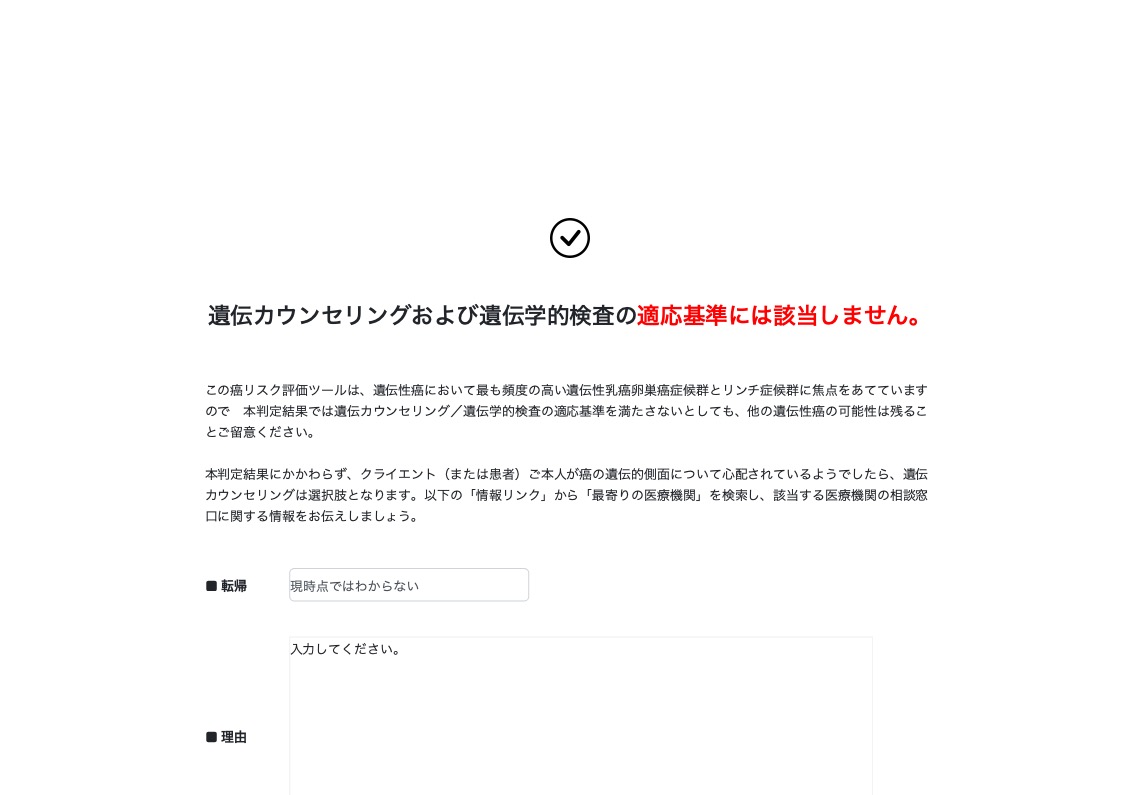 遺伝カウンセリングおよび遺伝学的検査の適応基準には該当しません。
この癌リスク評価ツールは、遺伝性癌において最も頻度の高い遺伝性乳癌卵巣癌症候群とリンチ症候群に焦点をあてています
ので　本判定結果では遺伝カウンセリング／遺伝学的検査の適応基準を満たさないとしても、他の遺伝性癌の可能性は残るこ
とご留意ください。
本判定結果にかかわらず、クライエント（または患者）ご本人が癌の遺伝的側面について心配されているようでしたら、遺伝
カウンセリングは選択肢となります。以下の「情報リンク」から「最寄りの医療機関」を検索し、該当する医療機関の相談窓
口に関する情報をお伝えしましょう。
■ 転帰 現時点ではわからない
入力してください。
■ 理由